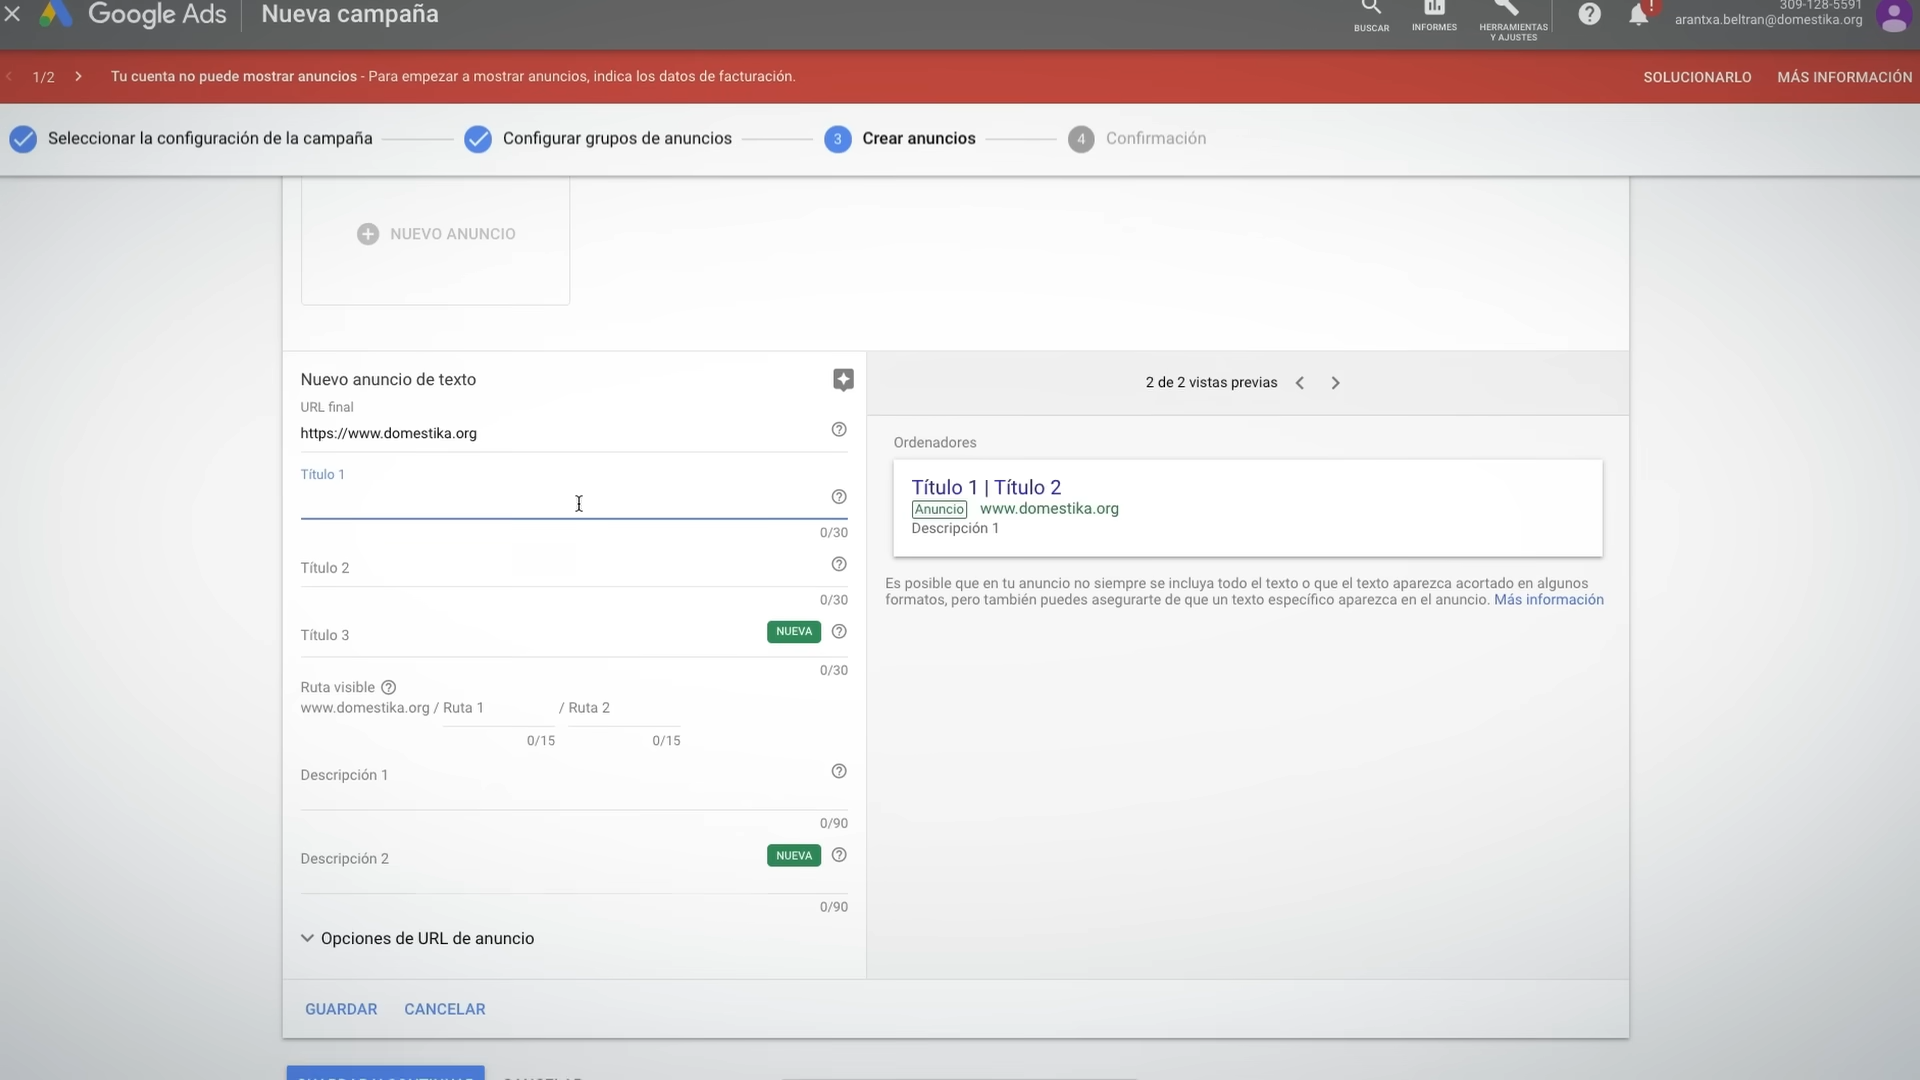 Google Ads
Nueva campaña
BUSCAR
INFORMES
HERRAMIENTAS
Y AJUSTES
309-128-5591
arantxa.beltran@domestika.org
1/2
Tu cuenta no puede mostrar anuncios - Para empezar a mostrar anuncios, indica los datos de facturación.
SOLUCIONARLO
MÁS INFORMACIÓN
Seleccionar la configuración de la campaña
Configurar grupos de anuncios
3 Crear anuncios
4 Confirmación
NUEVO ANUNCIO
Nuevo anuncio de texto
URL final
https://www.domestika.org
Título 1
0/30
Título 2
0/30
Título 3
NUEVA
0/30
Ruta visible
www.domestika.org / Ruta 1 / Ruta 2
0/15 0/15
Descripción 1
0/90
Descripción 2
NUEVA
0/90
Opciones de URL de anuncio
GUARDAR
CANCELAR
2 de 2 vistas previas
Ordenadores
Título 1 | Título 2
Anuncio www.domestika.org
Descripción 1
Es posible que en tu anuncio no siempre se incluya todo el texto o que el texto aparezca acortado en algunos
formatos, pero también puedes asegurarte de que un texto específico aparezca en el anuncio. Más información